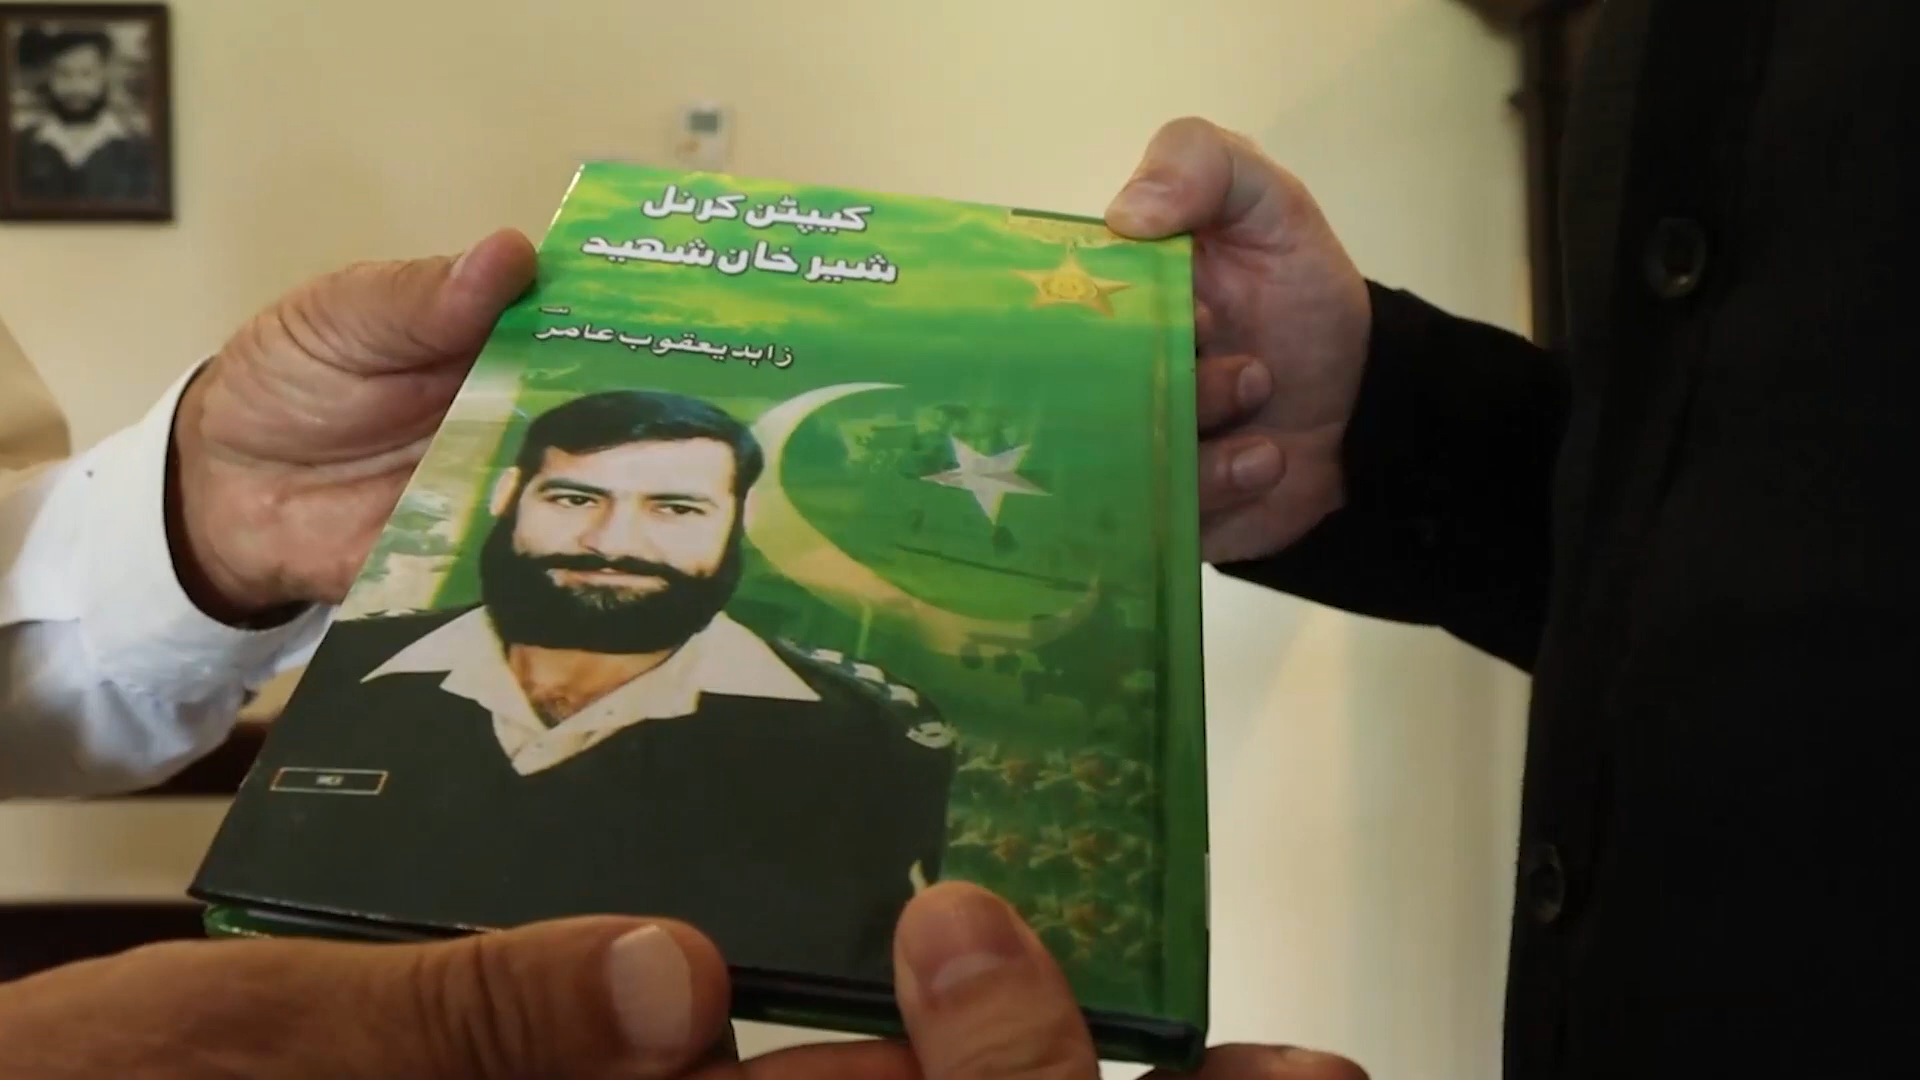 کیپٹن کرنل
شیر خان شہید
زاہد یعقوب عامر